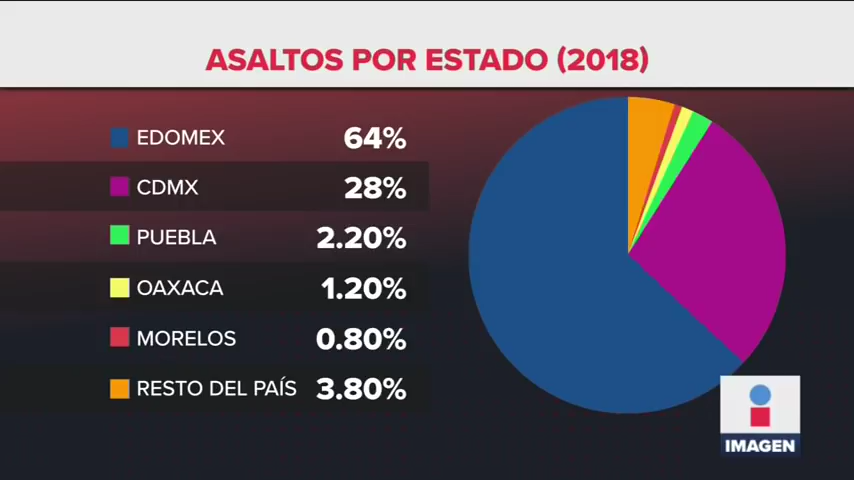 ASALTOS POR ESTADO (2018)
EDOMEX 64%
CDMX 28%
PUEBLA 2.20%
OAXACA 1.20%
MORELOS 0.80%
RESTO DEL PAÍS 3.80%
IMAGEN